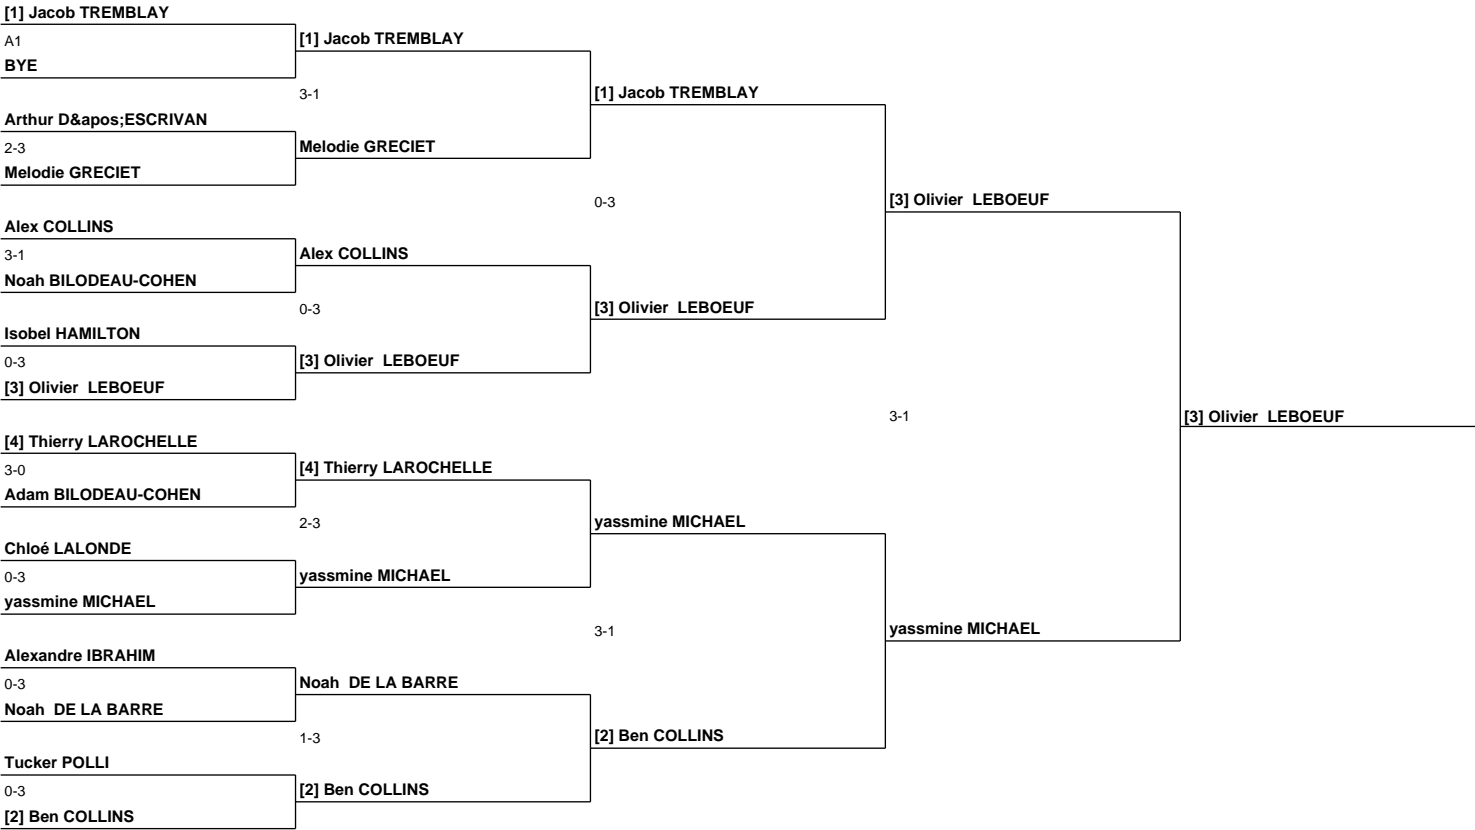 [1] Jacob TREMBLAY
A1
BYE
Arthur D&apos;ESCRIVAN
2-3
Melodie GRECIET
Alex COLLINS
3-1
Noah BILODEAU-COHEN
Isobel HAMILTON
0-3
[3] Olivier  LEBOEUF
[4] Thierry LAROCHELLE
3-0
Adam BILODEAU-COHEN
Chloé LALONDE
0-3
yassmine MICHAEL
Alexandre IBRAHIM
0-3
Noah  DE LA BARRE
Tucker POLLI
0-3
[2] Ben COLLINS
[1] Jacob TREMBLAY
3-1
Melodie GRECIET
Alex COLLINS
0-3
[3] Olivier  LEBOEUF
[4] Thierry LAROCHELLE
2-3
yassmine MICHAEL
Noah  DE LA BARRE
1-3
[2] Ben COLLINS
[1] Jacob TREMBLAY
0-3
[3] Olivier  LEBOEUF
yassmine MICHAEL
3-1
[2] Ben COLLINS
[3] Olivier  LEBOEUF
3-1
yassmine MICHAEL
[3] Olivier  LEBOEUF